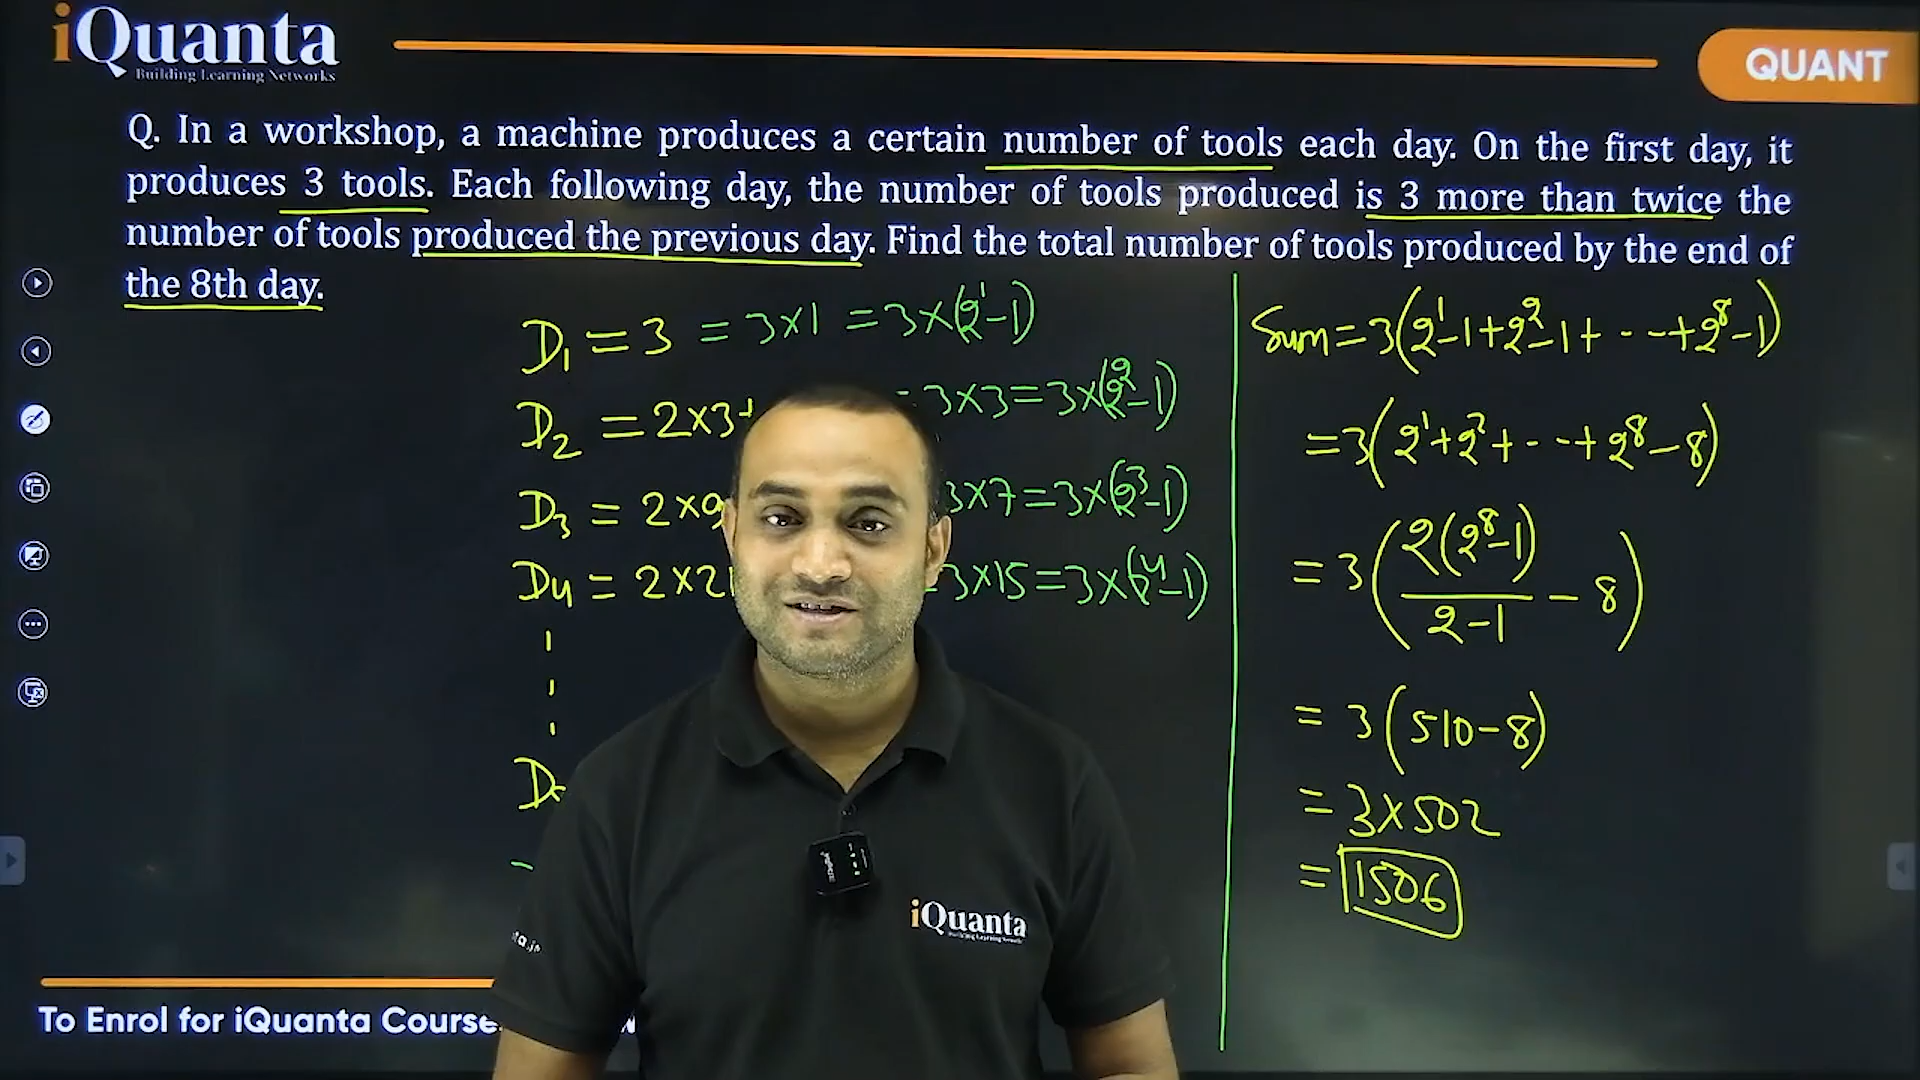 iQuanta
Building Learning Networks
QUANT
Q. In a workshop, a machine produces a certain number of tools each day. On the first day, it
produces 3 tools. Each following day, the number of tools produced is 3 more than twice the
number of tools produced the previous day. Find the total number of tools produced by the end of
the 8th day.
D₁ = 3 = 3×1 = 3×(2¹-1)
D₂ = 2×3+ = 3×3 = 3×(2²-1)
D₃ = 2×9 3×7 = 3×(2³-1)
D₄ = 2×21 3×15 = 3×(2⁴-1)
D
Sum = 3(2¹-1+2²-1+---+2⁸-1)
= 3(2¹+2²+---+2⁸-8)
= 3(2(2⁸-1)/2-1 - 8)
= 3(510-8)
= 3×502
= 1506
iQuanta
Building Learning Networks
To Enrol for iQuanta Course